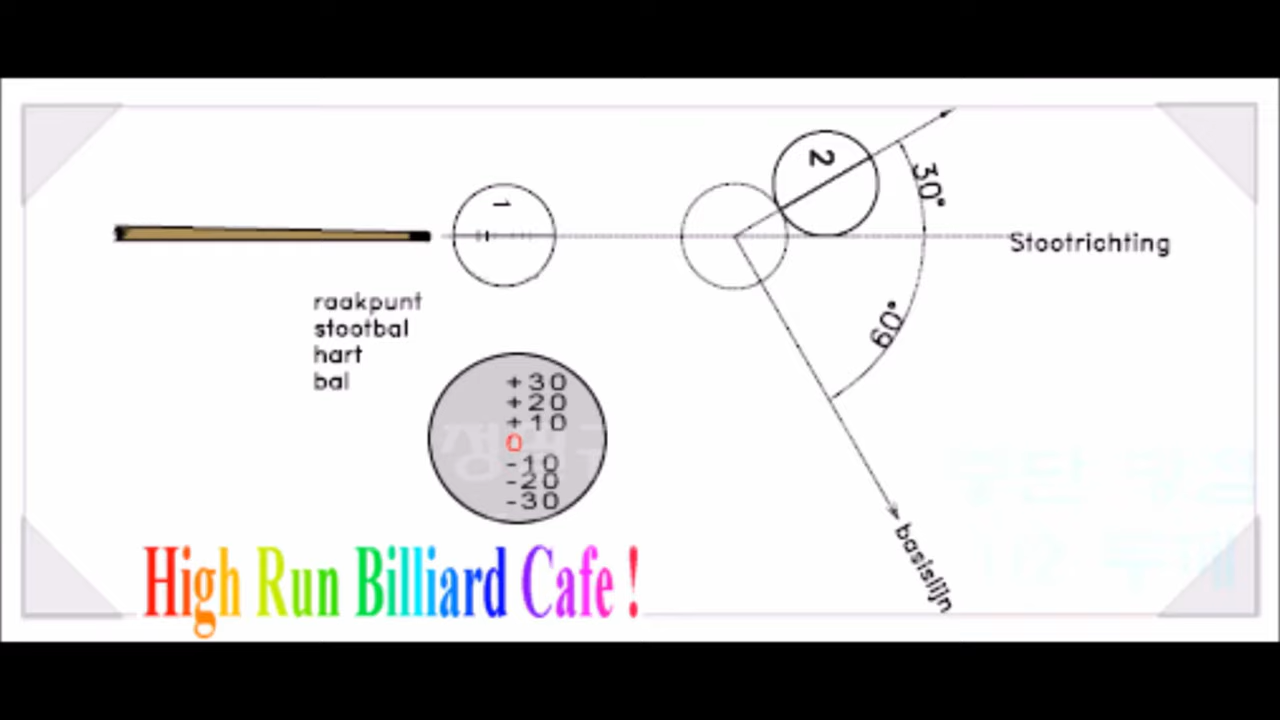 2
30°
1
Stootrichting
raakpunt
stootbal
hart
bal
60°
+30
+20
+10
0
-10
-20
-30
basislijn
High Run Billiard Cafe !